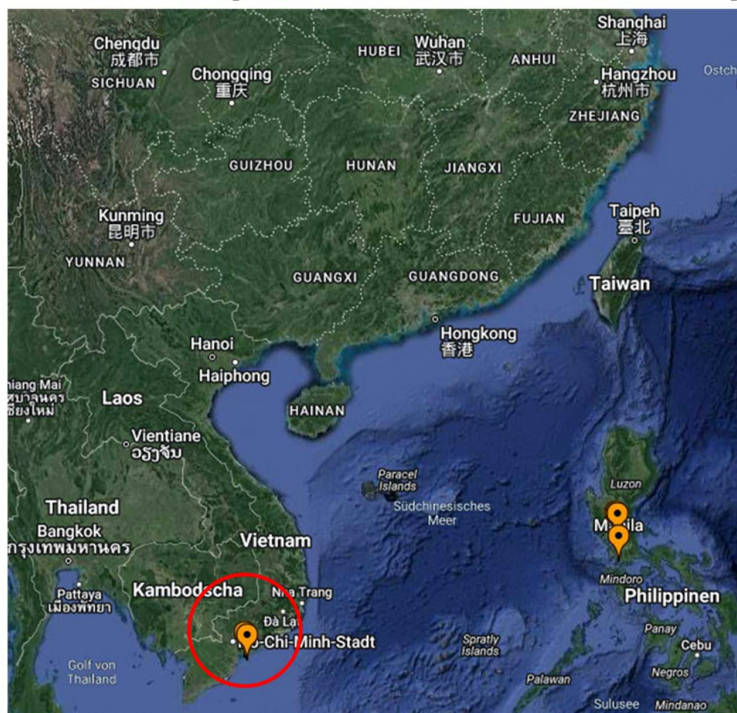 Shanghai
上海
Chengdu
成都市
SICHUAN
Chongqing
重庆
HUBEI
Wuhan
武汉市
ANHUI
Hangzhou
杭州市
ZHEJIANG
GUIZHOU
HUNAN
JIANGXI
Kunming
昆明市
YUNNAN
FUJIAN
Taipeh
臺北
GUANGXI
GUANGDONG
Taiwan
Hongkong
香港
Hanoi
Haiphong
Laos
HAINAN
Vientiane
ວຽງຈັນ
Paracel
Islands
Südchinesisches
Meer
Luzon
Thailand
Bangkok
กรุงเทพมหานคร
Vietnam
Mindoro
Philippinen
Pattaya
เมืองพัทยา
Kambodscha
Nha Trang
Đà Lạt
-Chi-Minh-Stadt
Golf von
Thailand
Spratly
Islands
Panay
Cebu
Negros
Palawan
Sulusee
Mindanao